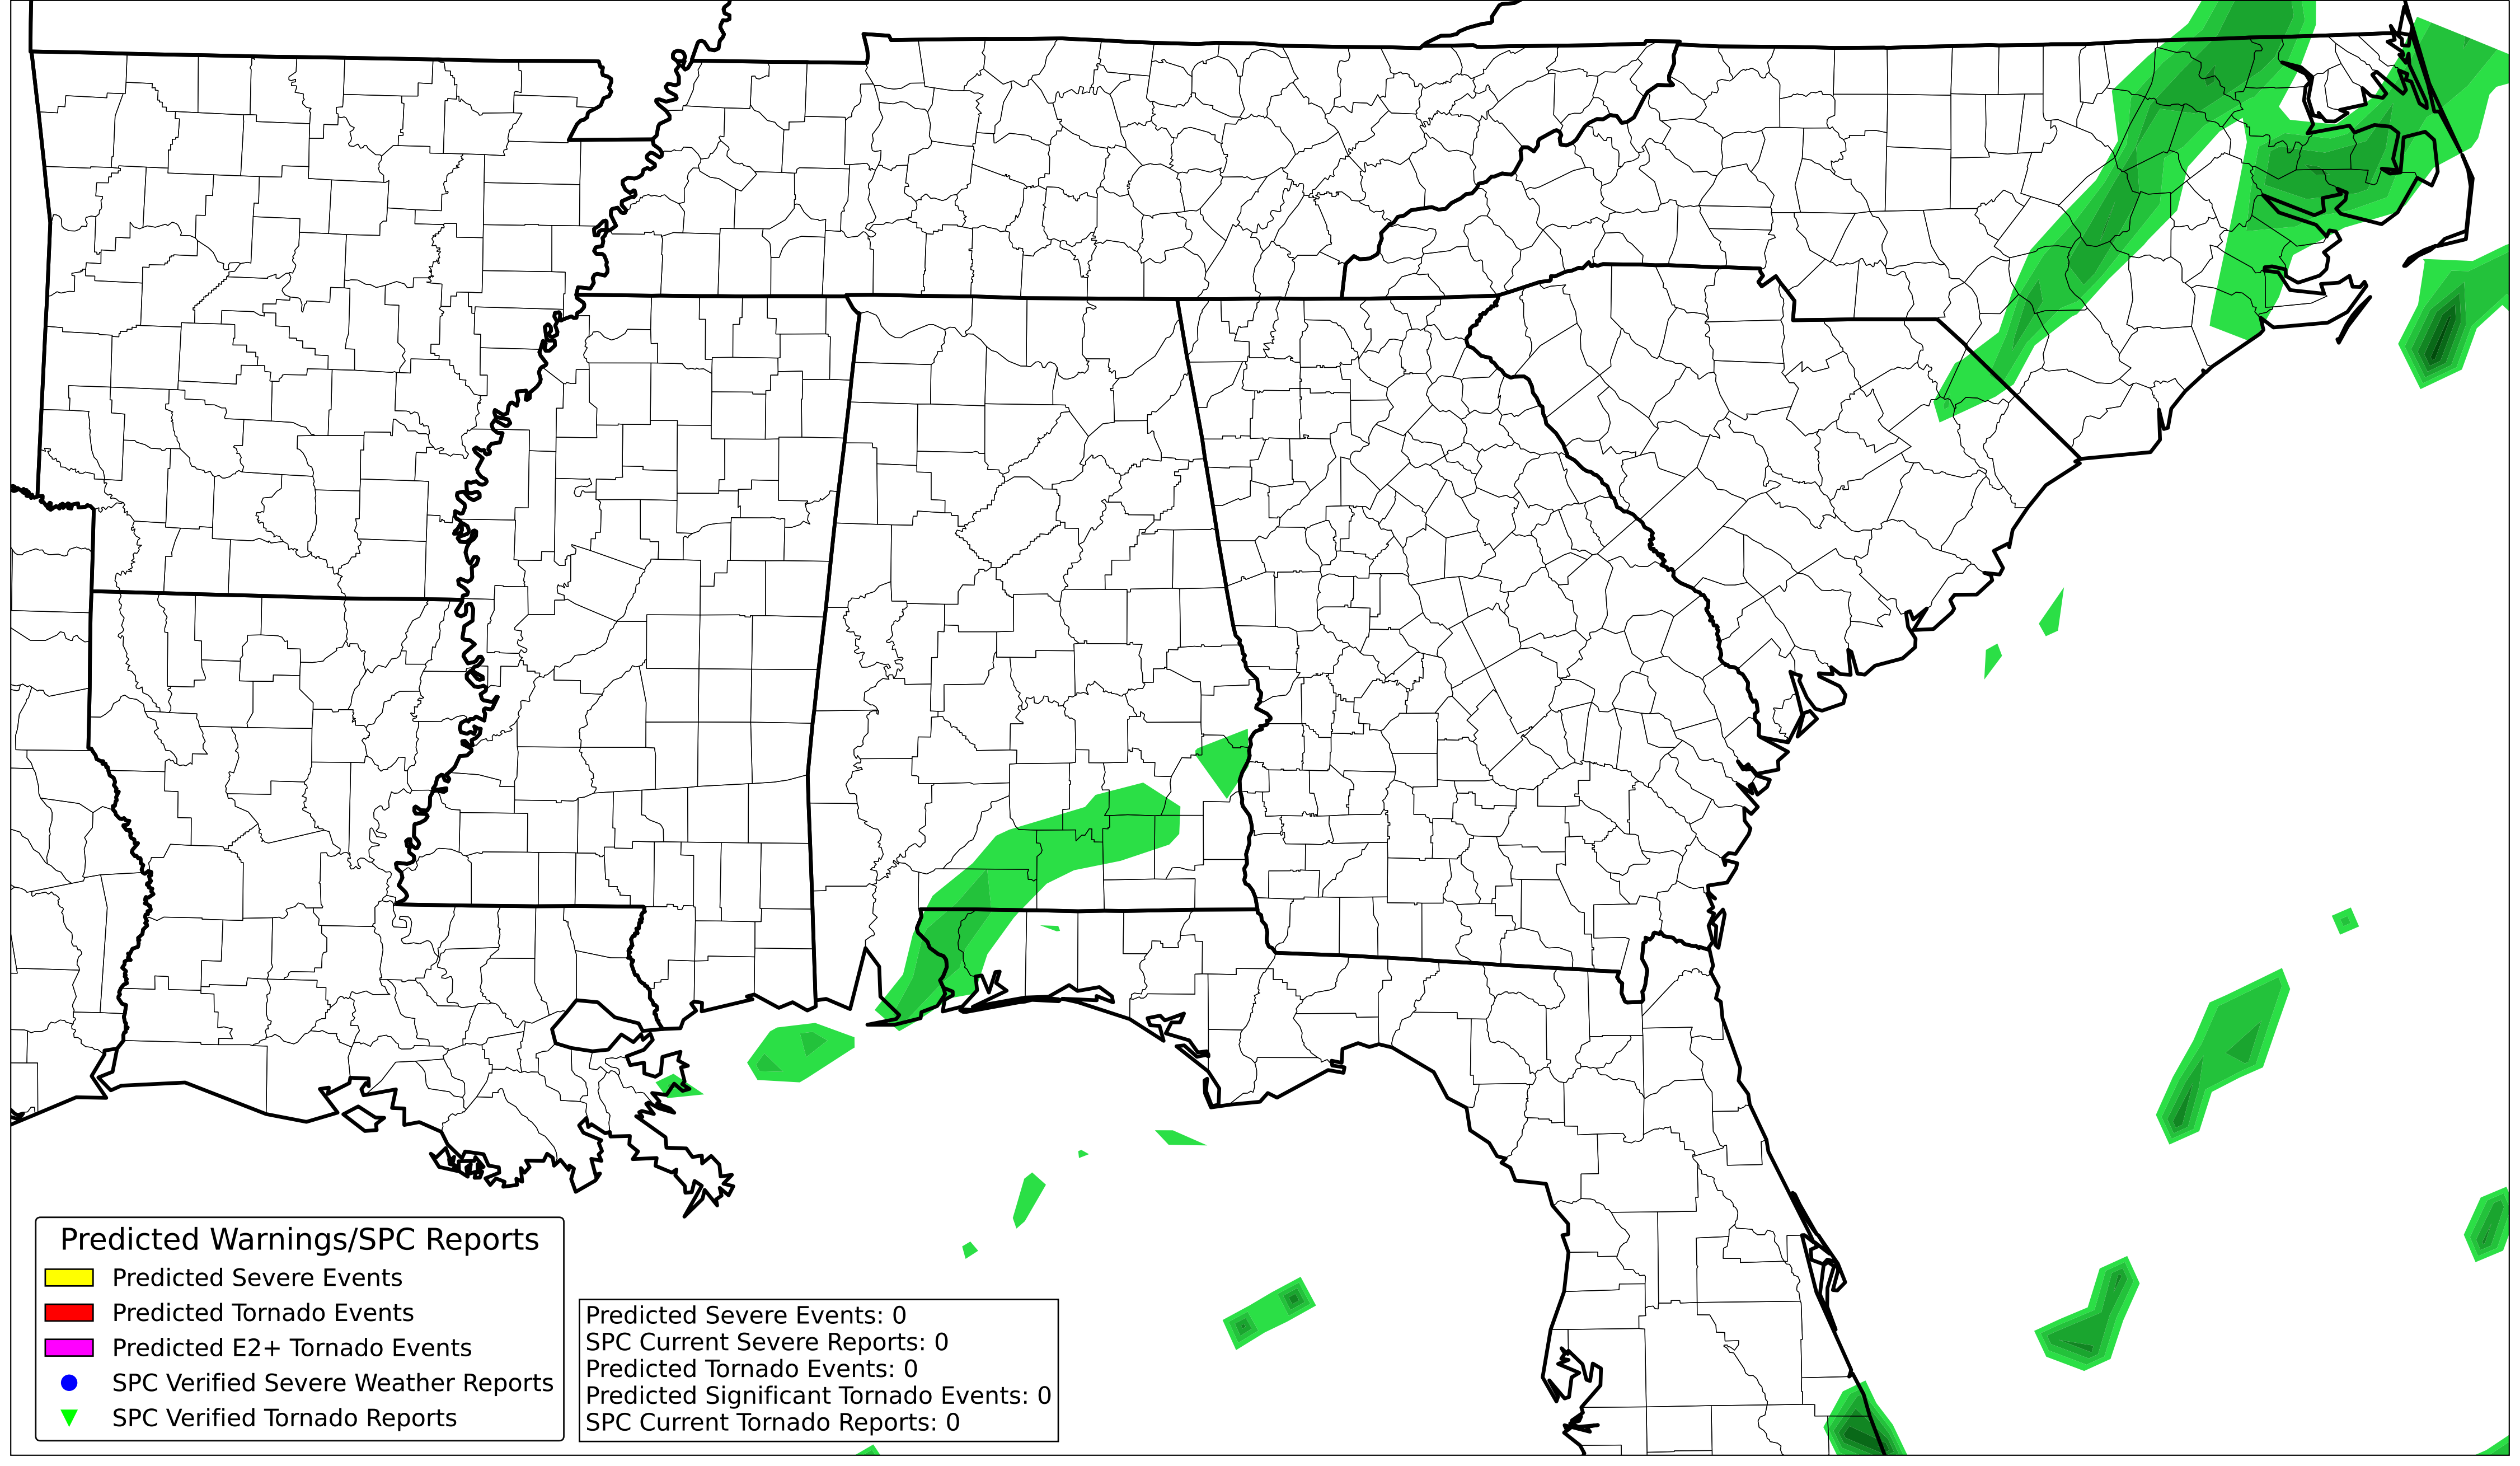 Predicted Warnings/SPC Reports
Predicted Severe Events
Predicted Tornado Events
Predicted E2+ Tornado Events
SPC Verified Severe Weather Reports
SPC Verified Tornado Reports
Predicted Severe Events: 0
SPC Current Severe Reports: 0
Predicted Tornado Events: 0
Predicted Significant Tornado Events: 0
SPC Current Tornado Reports: 0